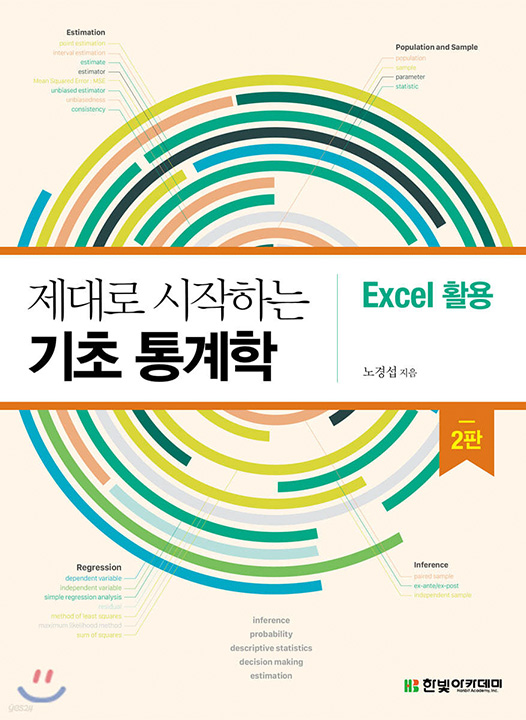 Estimation
point estimation
interval estimation
estimate
estimator
Mean Squared Error : MSE
unbiased estimator
unbiasedness
consistency
Population and Sample
population
sample
parameter
statistic
제대로 시작하는
기초 통계학
Excel 활용
노경섭 지음
2판
Regression
dependent variable
independent variable
simple regression analysis
residual
method of least squares
maximum likelihood method
sum of squares
Inference
paired sample
ex-ante/ex-post
independent sample
inference
probability
descriptive statistics
decision making
estimation
HB 한빛아카데미
Hanbit Academy, Inc.